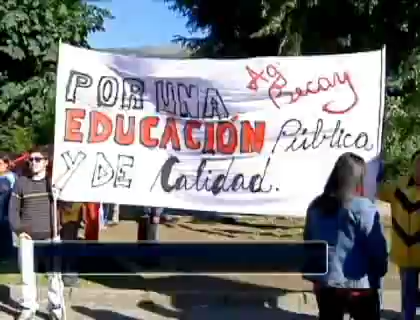 POR UNA
EDUCACIÓN Pública
Y DE Calidad.
Ag
Becay